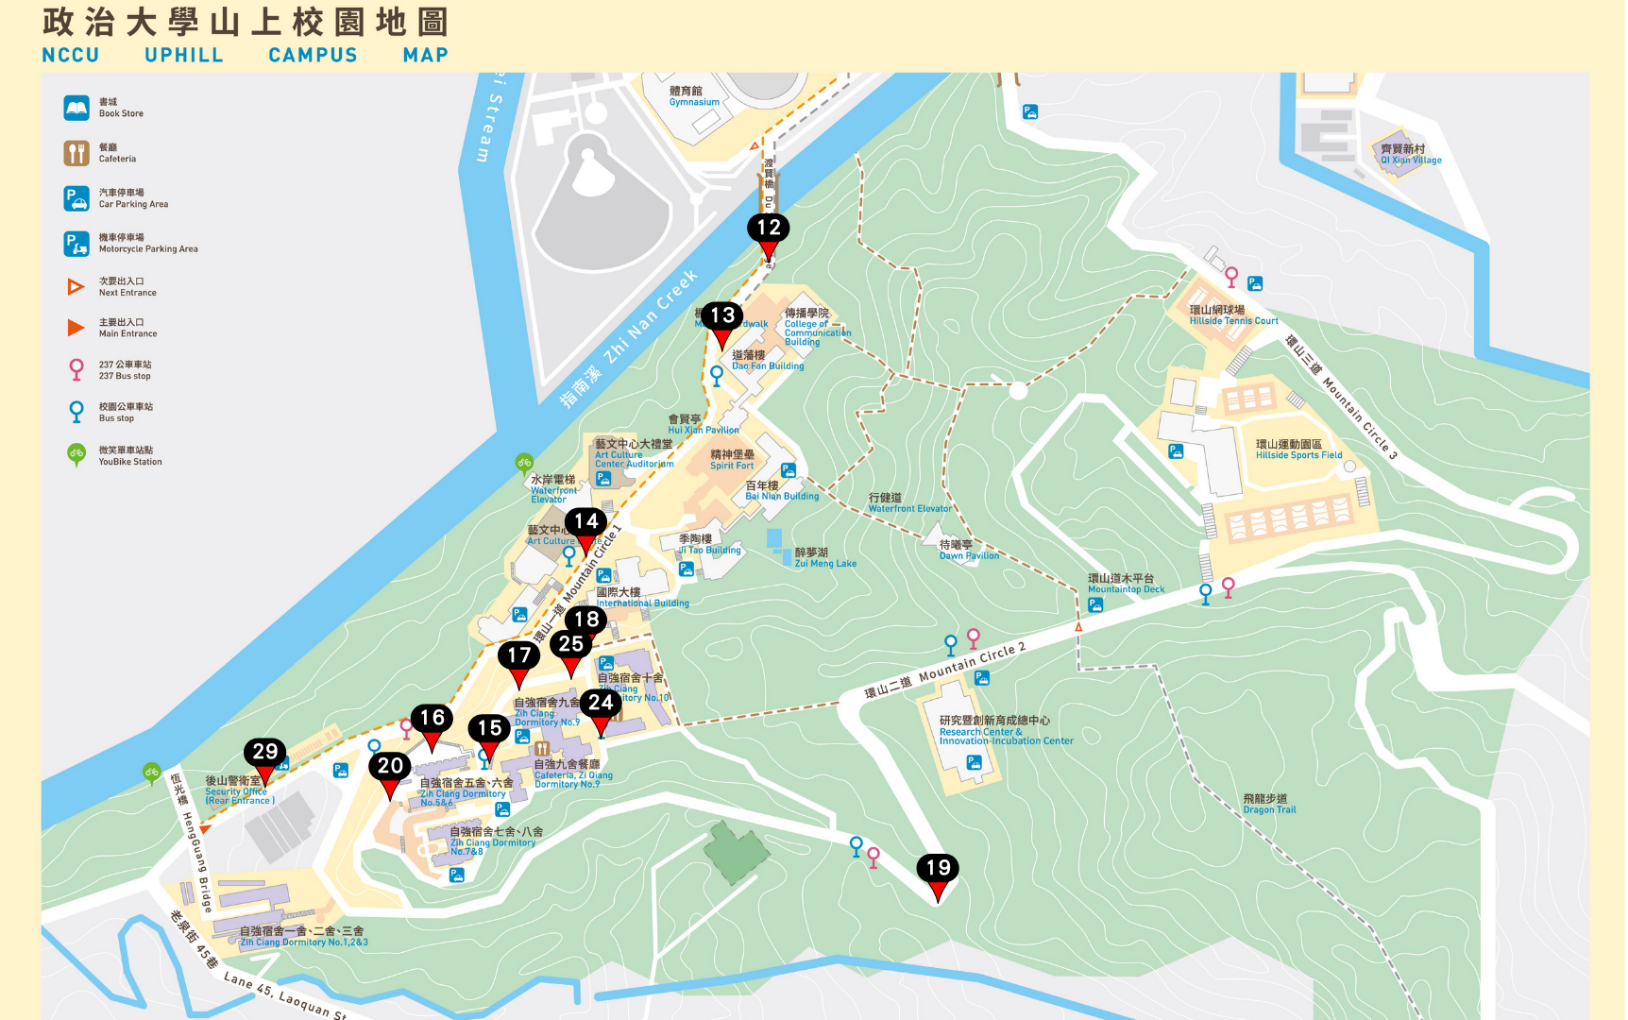 政治大學山上校園地圖
NCCU UPHILL CAMPUS MAP
書城
Book Store
餐廳
Cafeteria
汽車停車場
Car Parking Area
機車停車場
Motorcycle Parking Area
次要出入口
Next Entrance
主要出入口
Main Entrance
237 公車車站
237 Bus stop
校園公車車站
Bus stop
微笑單車站點
YouBike Station
ei Stream
體育館
Gymnasium
渡賢橋 Du
12
齊賢新村
QI Xian Village
指南溪 Zhi Nan Creek
13
rdwalk
傳播學院
College of
Communication
Building
道藩樓
Dao Fan Building
環山網球場
Hillside Tennis Court
環山三道 Mountain Circle 3
會賢亭
Hui Xian Pavilion
藝文中心大禮堂
Art Culture
Center Auditorium
精神堡壘
Spirit Fort
環山運動園區
Hillside Sports Field
水岸電梯
Waterfront
Elevator
百年樓
Bai Nian Building
行健道
Waterfront Elevator
藝文中心
Art Culture
14
季陶樓
Ji Tao Building
醉夢湖
Zui Meng Lake
待曦亭
Dawn Pavilion
環山一道 Mountain Circle 1
國際大樓
International Building
環山道木平台
Mountaintop Deck
18
25
17
自強宿舍十舍
Zih Ciang
Dormitory No.10
環山二道 Mountain Circle 2
自強宿舍九舍
Zih Ciang
Dormitory No.9
24
16
15
研究暨創新育成總中心
Research Center &
Innovation-Incubation Center
29
20
自強九舍餐廳
Cafeteria, Zi Qiang
Dormitory No.9
後山警衛室
Security Office
(Rear Entrance )
自強宿舍五舍、六舍
Zih Ciang Dormitory
No.5&6
恆光橋 HengGuang Bridge
自強宿舍七舍、八舍
Zih Ciang Dormitory
No.7&8
飛龍步道
Dragon Trail
19
自強宿舍一舍、二舍、三舍
Zih Ciang Dormitory No.1,2&3
老泉街 45巷 Lane 45, Laoquan St